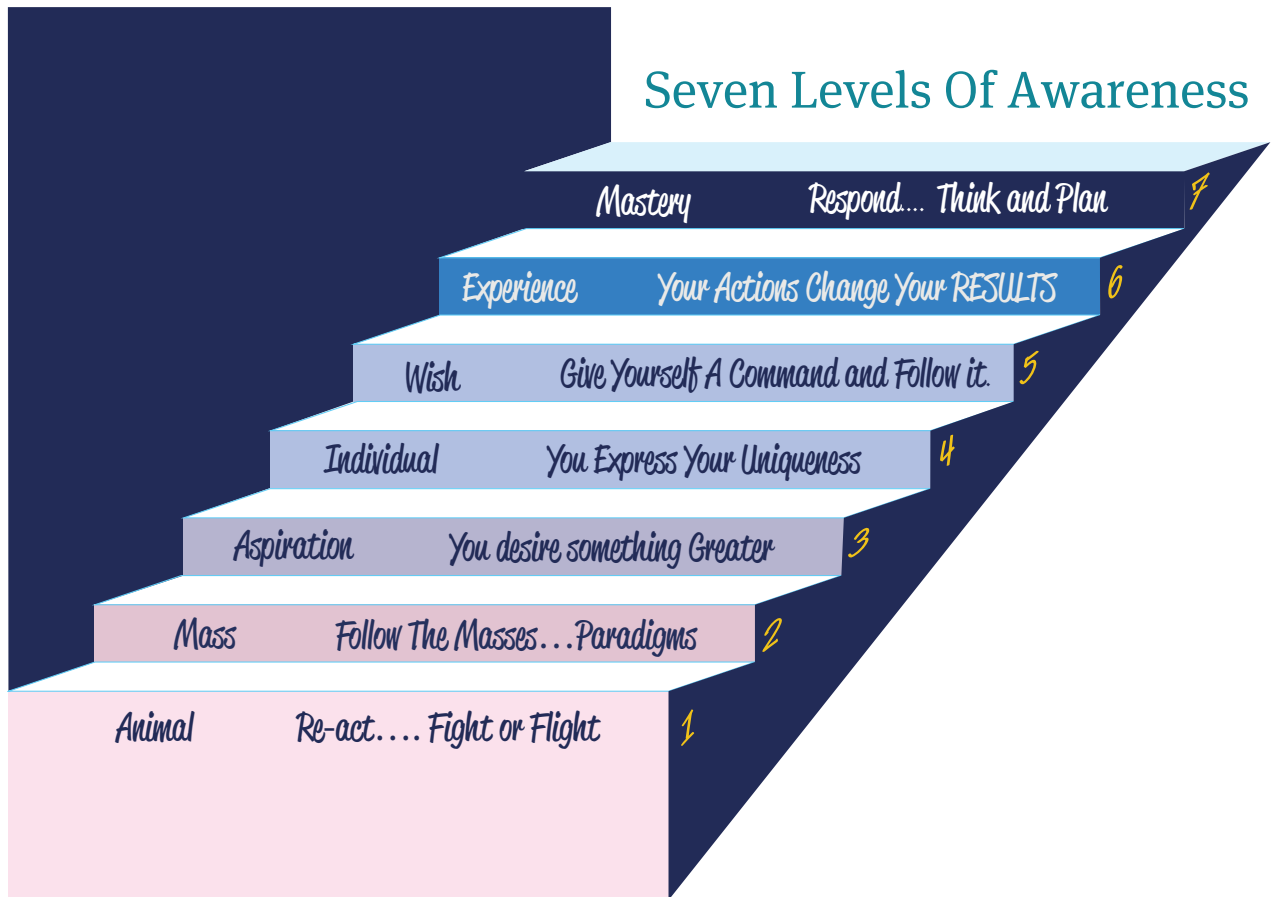 Seven Levels Of Awareness
Mastery Respond.... Think and Plan 7
Experience Your Actions Change Your RESULTS 6
Wish Give Yourself A Command and Follow it. 5
Individual You Express Your Uniqueness 4
Aspiration You desire something Greater 3
Mass Follow The Masses...Paradigms 2
Animal Re-act.... Fight or Flight 1